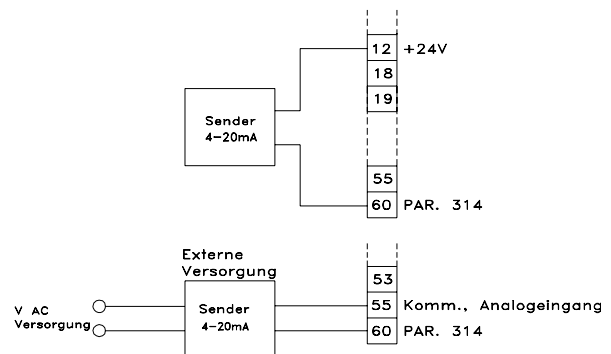 12 +24V
18
19
Sender
4-20mA
55
60 PAR. 314
Externe
Versorgung
53
V AC
Versorgung
Sender
4-20mA
55 Komm., Analogeingang
60 PAR. 314